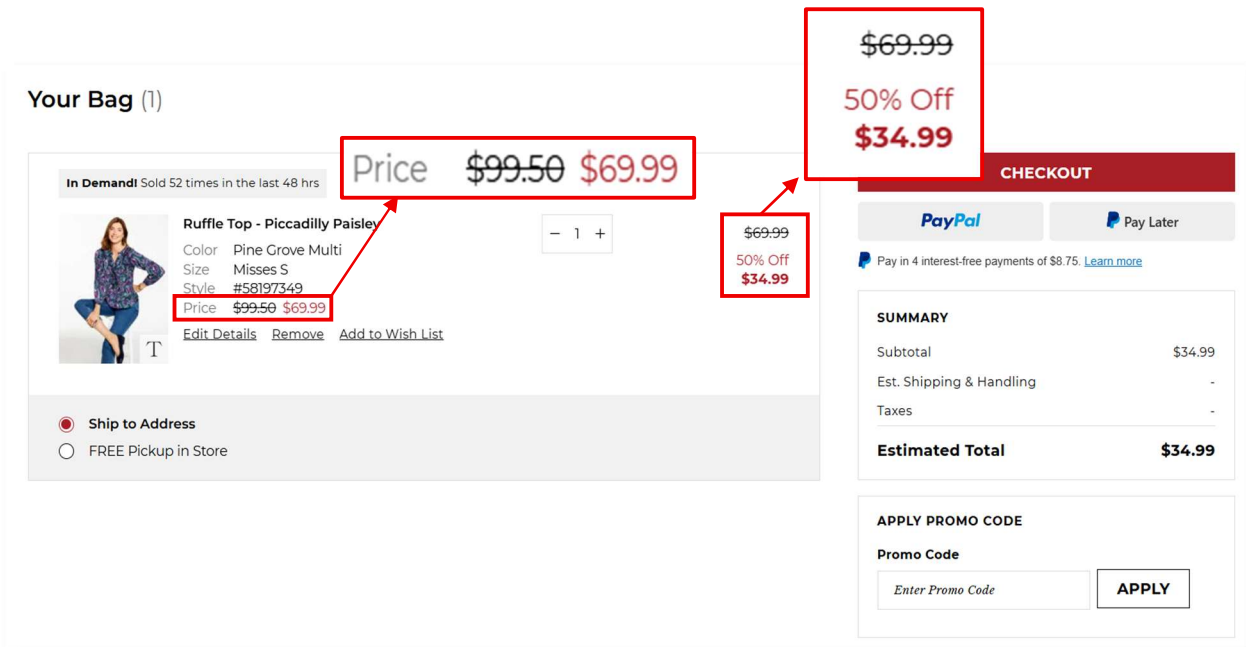 $69.99
50% Off
$34.99
Your Bag (1)
Price $99.50 $69.99
In Demand! Sold 52 times in the last 48 hrs
Ruffle Top - Piccadilly Paisley
Color Pine Grove Multi
Size Misses S
Style #58197349
Price $99.50 $69.99
Edit Details Remove Add to Wish List
T
− 1 +
$69.99
50% Off
$34.99
Ship to Address
FREE Pickup in Store
CHECKOUT
PayPal
P Pay Later
P Pay in 4 interest-free payments of $8.75. Learn more
SUMMARY
Subtotal $34.99
Est. Shipping & Handling -
Taxes -
Estimated Total $34.99
APPLY PROMO CODE
Promo Code
Enter Promo Code
APPLY